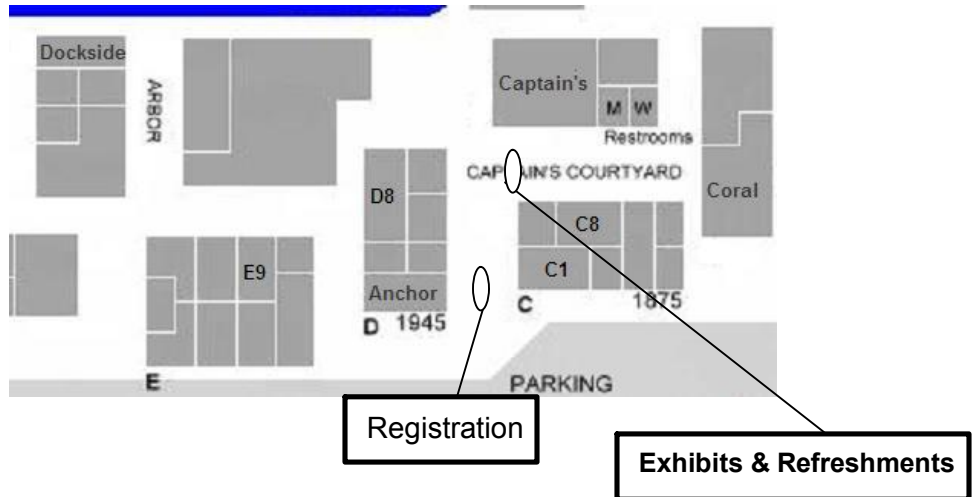 Dockside
ARBOR
Captain's
M W
Restrooms
CAPTAIN'S COURTYARD
Coral
D8
C8
E9
C1
Anchor
C 1875
D 1945
E
PARKING
Registration
Exhibits & Refreshments